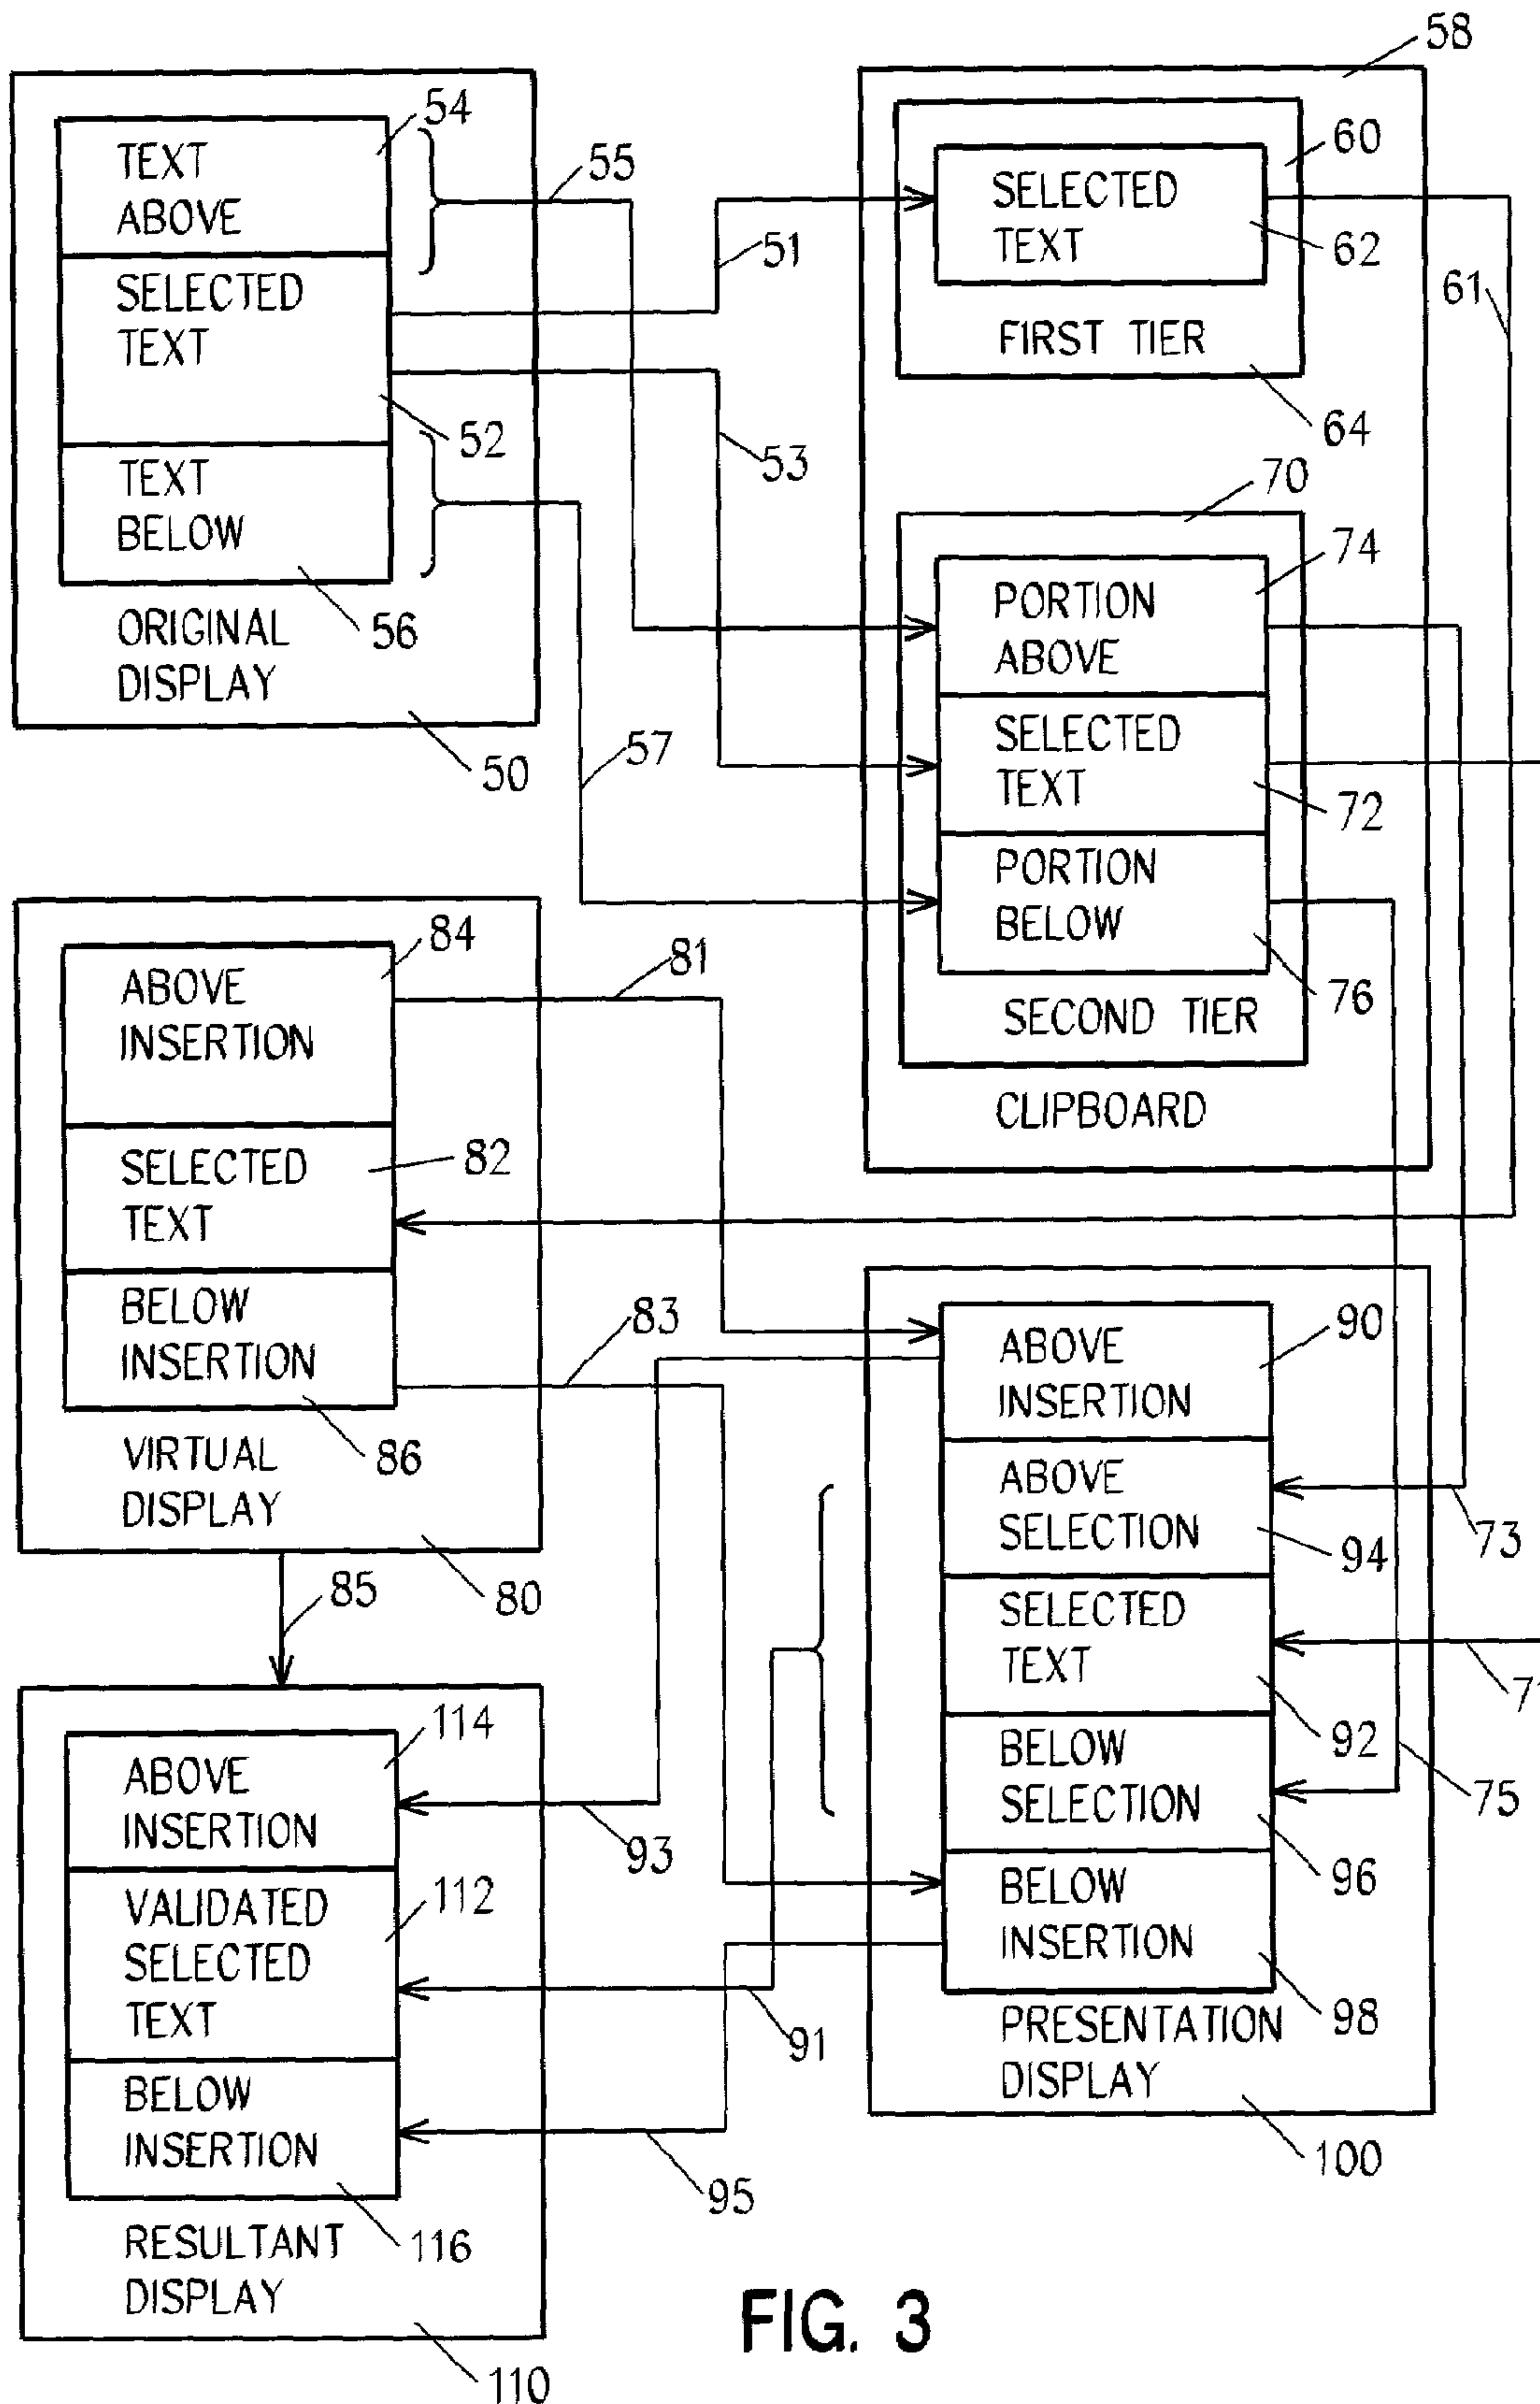 58
54
TEXT
ABOVE
55
60
SELECTED
TEXT
62
51
61
SELECTED
TEXT
FIRST TIER
64
52
53
TEXT
BELOW
70
74
56
ORIGINAL
DISPLAY
50
57
PORTION
ABOVE
SELECTED
TEXT
72
PORTION
BELOW
76
SECOND TIER
CLIPBOARD
84
81
ABOVE
INSERTION
SELECTED
TEXT
82
BELOW
INSERTION
83
86
VIRTUAL
DISPLAY
80
85
90
ABOVE
INSERTION
ABOVE
SELECTION
94
73
SELECTED
TEXT
92
71
BELOW
SELECTION
96
75
BELOW
INSERTION
98
PRESENTATION
DISPLAY
100
114
ABOVE
INSERTION
93
VALIDATED
SELECTED
TEXT
112
91
BELOW
INSERTION
95
116
RESULTANT
DISPLAY
110
FIG. 3